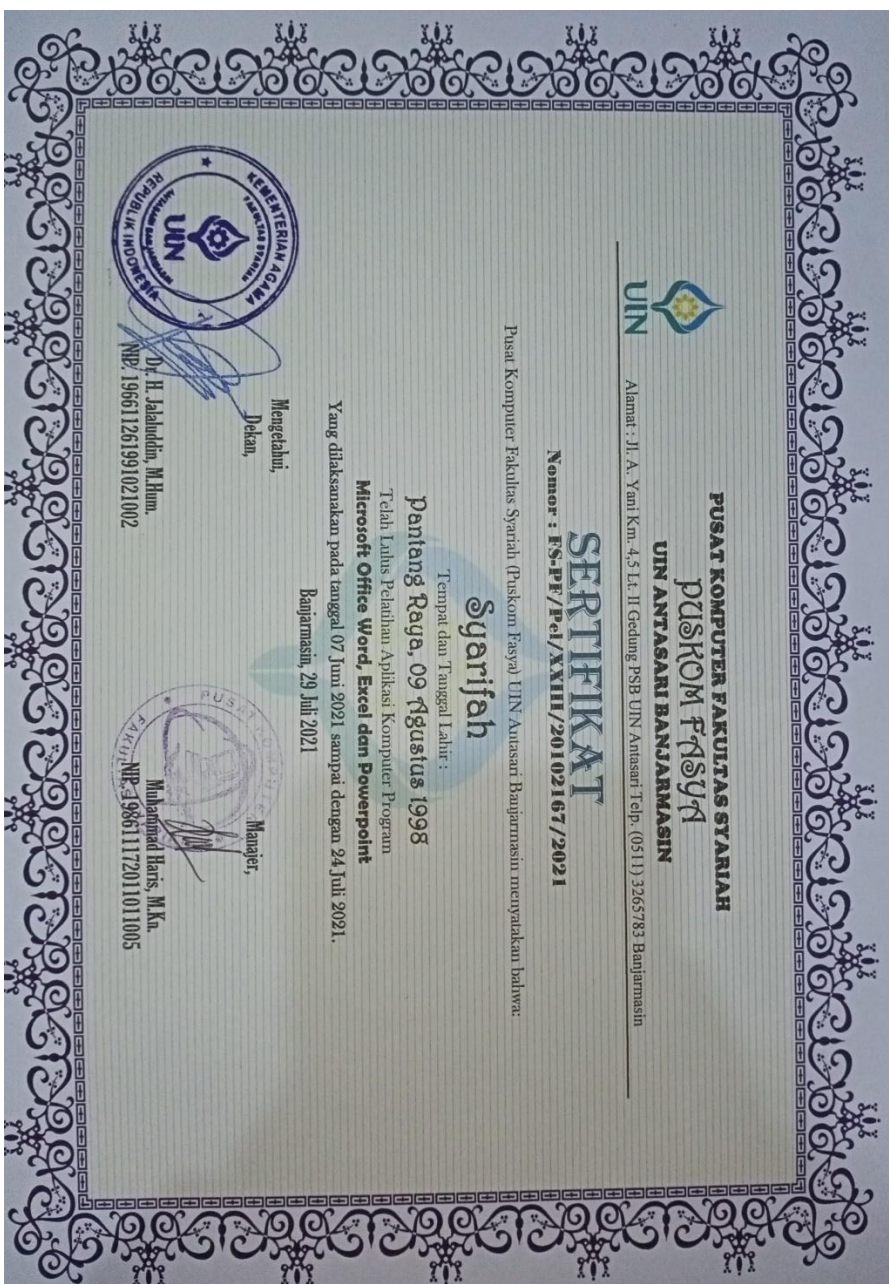 PUSAT KOMPUTER FAKULTAS SYARIAH
PUSKOM FASYA
UIN ANTASARI BANJARMASIN
Alamat : Jl. A. Yani Km. 4,5 Lt. II Gedung PSB UIN Antasari Telp. (0511) 3265783 Banjarmasin
UIN
SERTIFIKAT
Nomor : FS-PF/Pel/XXIII/20102167/2021
Pusat Komputer Fakultas Syariah (Puskom Fasya) UIN Antasari Banjarmasin menyatakan bahwa:
Syarifah
Tempat dan Tanggal Lahir :
Pantang Raya, 09 Agustus 1998
Telah Lulus Pelatihan Aplikasi Komputer Program
Microsoft Office Word, Excel dan Powerpoint
Yang dilaksanakan pada tanggal 07 Juni 2021 sampai dengan 24 Juli 2021.
Banjarmasin, 29 Juli 2021
Mengetahui,
Dekan,
Dr. H. Jalaluddin, M.Hum.
NIP. 196611261991021002
Manajer,
Muhammad Haris, M.Kn.
NIP. 198611172011011005
KEMENTERIAN AGAMA
FAKULTAS SYARIAH
UIN
ANTASARI BANJARMASIN
REPUBLIK INDONESIA
PUSAT KOMPUTER